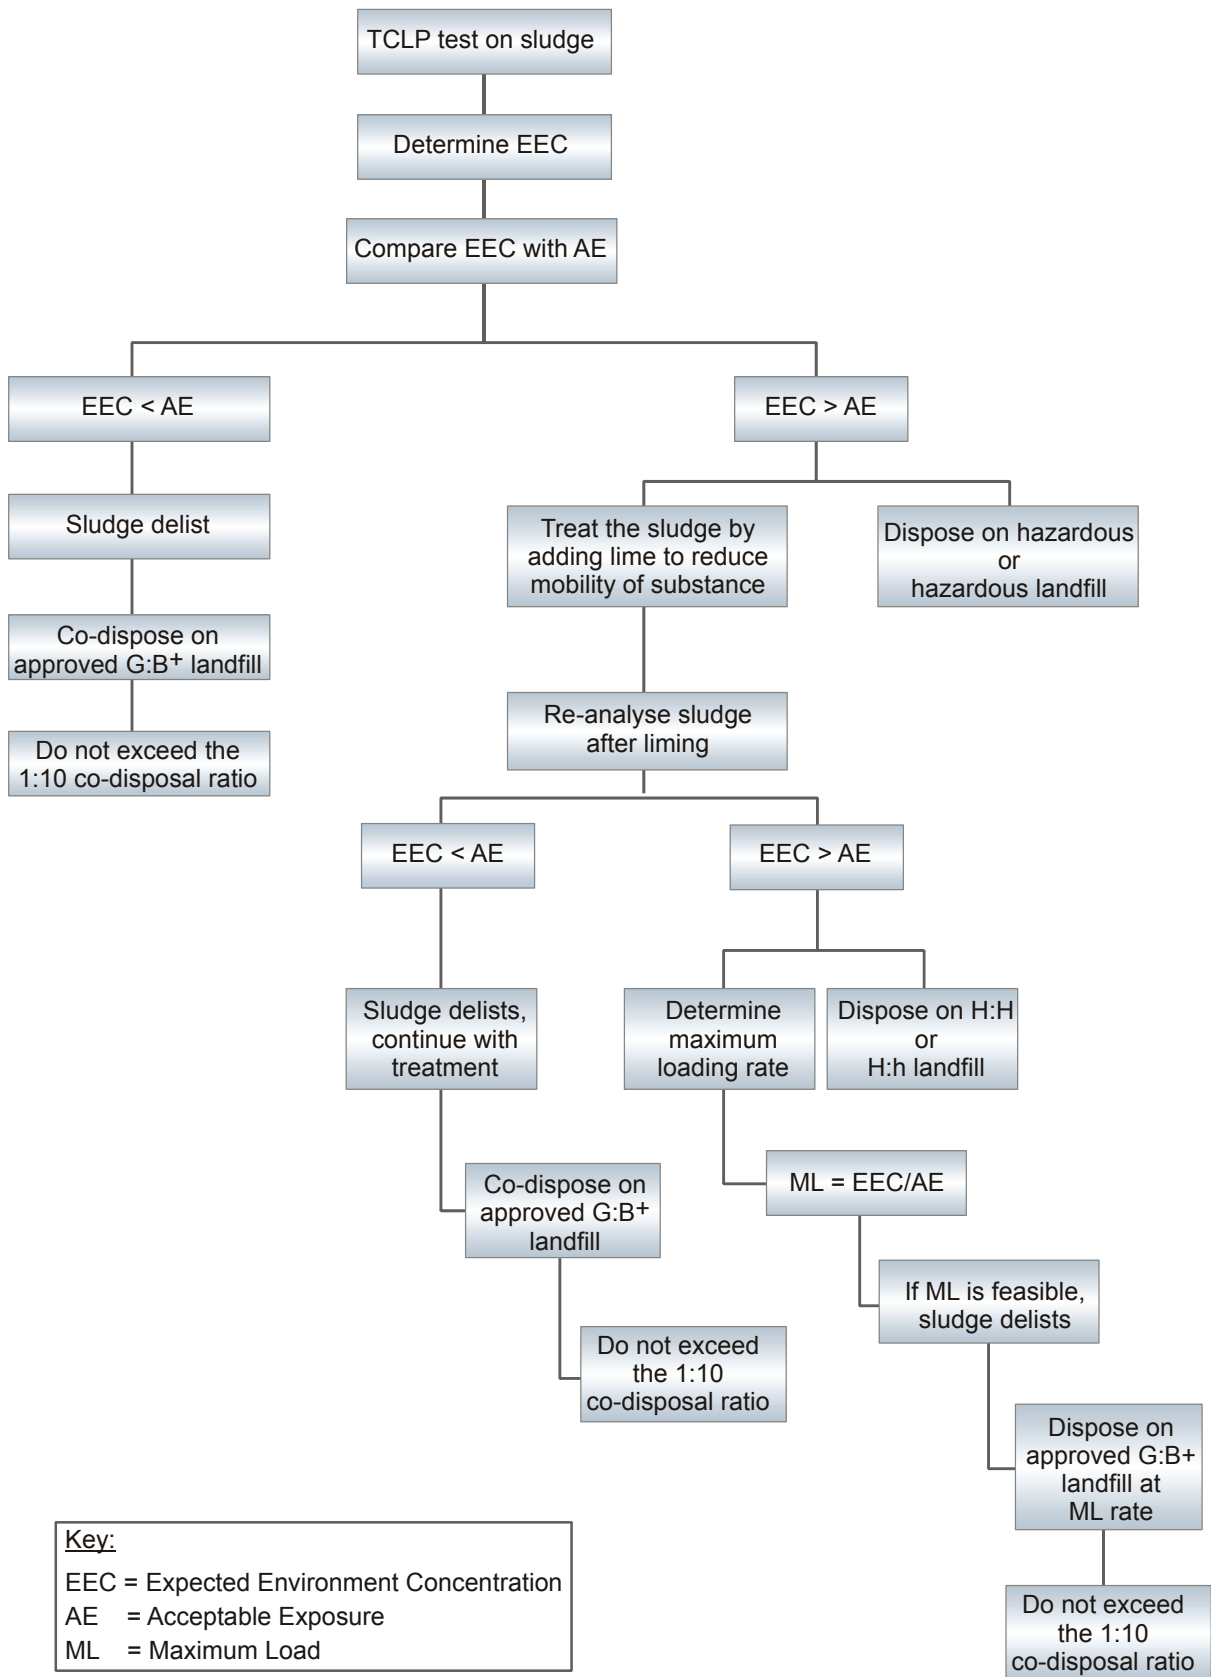 TCLP test on sludge
Determine EEC
Compare EEC with AE
EEC < AE
EEC > AE
Sludge delist
Treat the sludge by
adding lime to reduce
mobility of substance
Dispose on hazardous
or
hazardous landfill
Co-dispose on
approved G:B⁺ landfill
Re-analyse sludge
after liming
Do not exceed the
1:10 co-disposal ratio
EEC < AE
EEC > AE
Sludge delists,
continue with
treatment
Determine
maximum
loading rate
Dispose on H:H
or
H:h landfill
Co-dispose on
approved G:B⁺
landfill
ML = EEC/AE
If ML is feasible,
sludge delists
Do not exceed
the 1:10
co-disposal ratio
Dispose on
approved G:B+
landfill at
ML rate
Do not exceed
the 1:10
co-disposal ratio
Key:
EEC = Expected Environment Concentration
AE = Acceptable Exposure
ML = Maximum Load